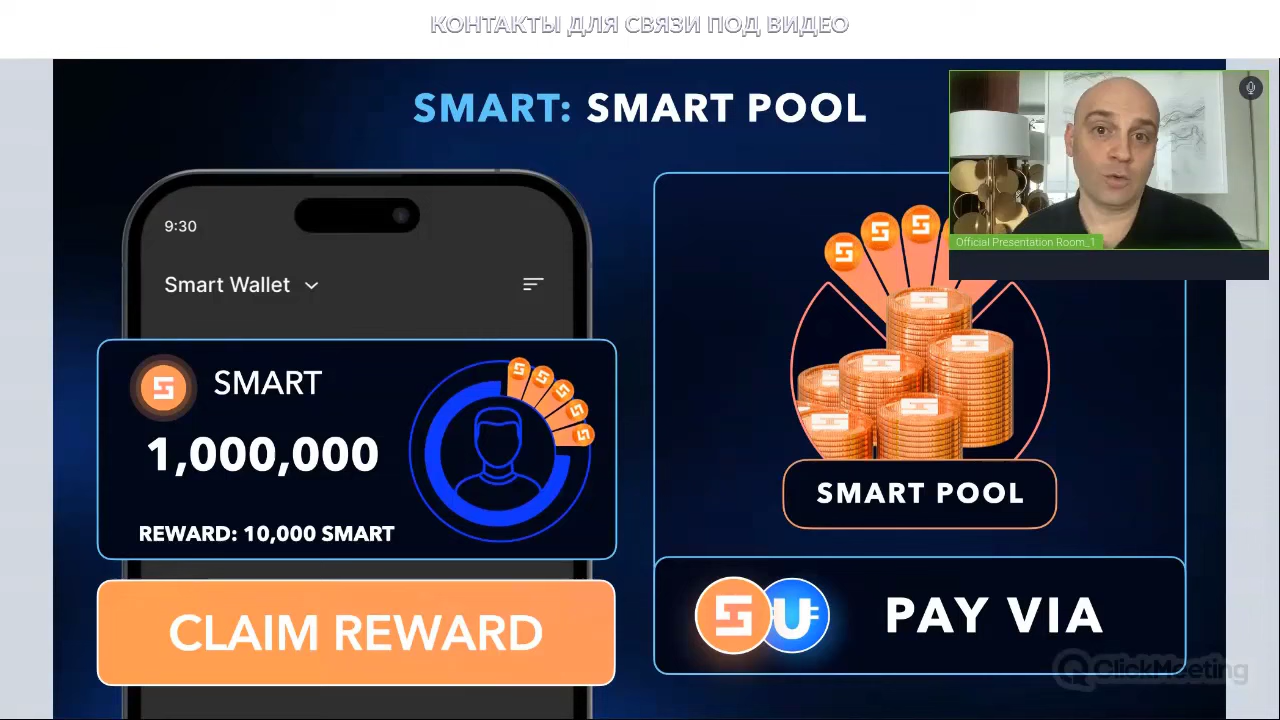 КОНТАКТЫ ДЛЯ СВЯЗИ ПОД ВИДЕО
SMART: SMART POOL
Official Presentation Room_1
9:30
Smart Wallet
SMART
1,000,000
REWARD: 10,000 SMART
CLAIM REWARD
SMART POOL
PAY VIA
ClickMeeting